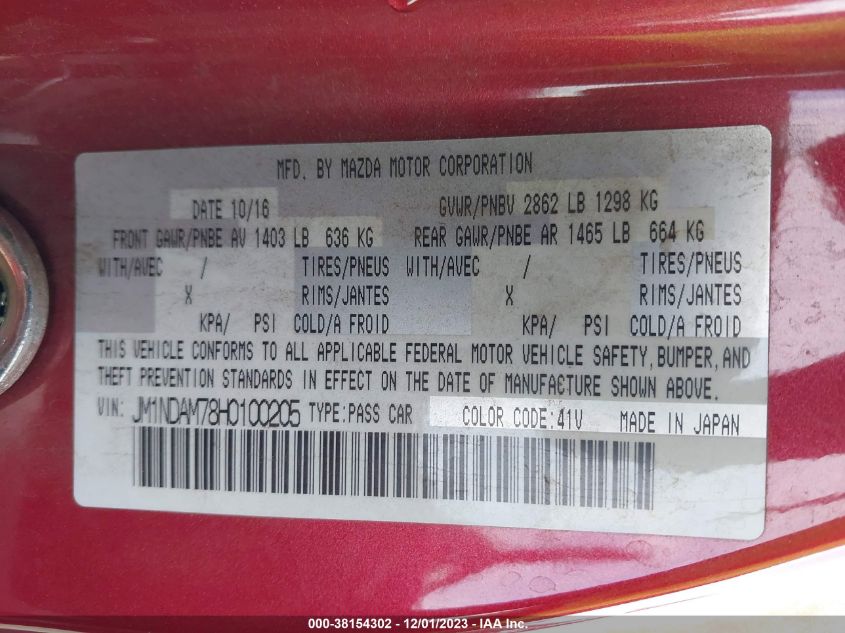 MFD. BY MAZDA MOTOR CORPORATION
DATE 10/16 GVWR/PNBV 2862 LB 1298 KG
FRONT GAWR/PNBE AV 1403 LB 636 KG REAR GAWR/PNBE AR 1465 LB 664 KG
WITH/AVEC / TIRES/PNEUS WITH/AVEC / TIRES/PNEUS
X RIMS/JANTES X RIMS/JANTES
KPA/ PSI COLD/A FROID KPA/ PSI COLD/A FROID
THIS VEHICLE CONFORMS TO ALL APPLICABLE FEDERAL MOTOR VEHICLE SAFETY, BUMPER, AND
THEFT PREVENTION STANDARDS IN EFFECT ON THE DATE OF MANUFACTURE SHOWN ABOVE.
VIN: JM1NDAM78H0100205 TYPE:PASS CAR COLOR CODE:41V MADE IN JAPAN
000-38154302 - 12/01/2023 - IAA Inc.